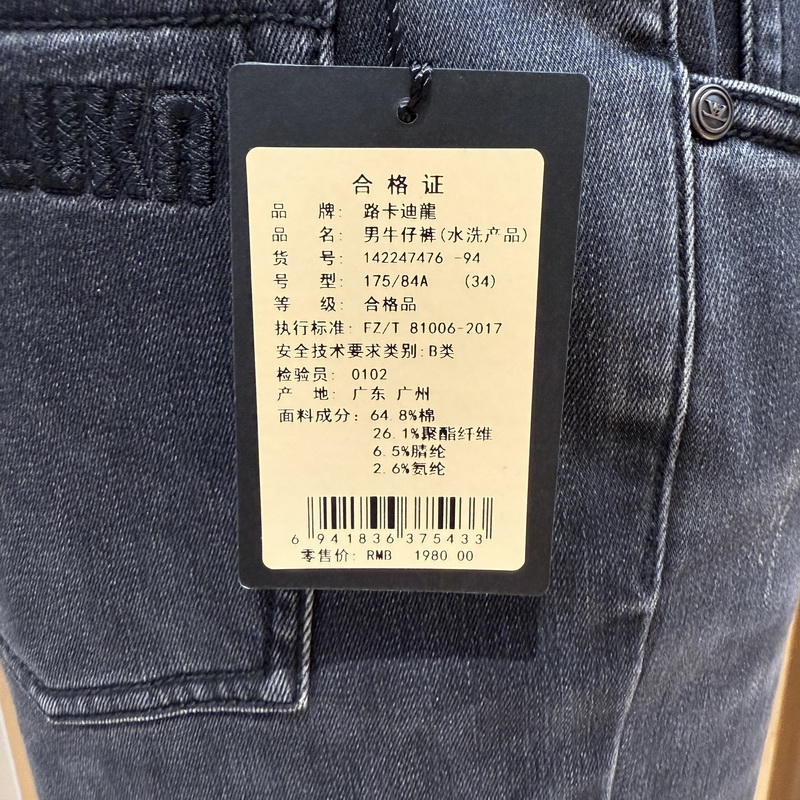 合格证
品 牌: 路卡迪龍
品 名: 男牛仔裤(水洗产品)
货 号: 142247476 -94
号 型: 175/84A (34)
等 级: 合格品
执行标准: FZ/T 81006-2017
安全技术要求类别:B类
检验员: 0102
产 地: 广东 广州
面料成分: 64.8%棉
26.1%聚酯纤维
6.5%腈纶
2.6%氨纶
6 941836 375433
零售价: RMB 1980 00